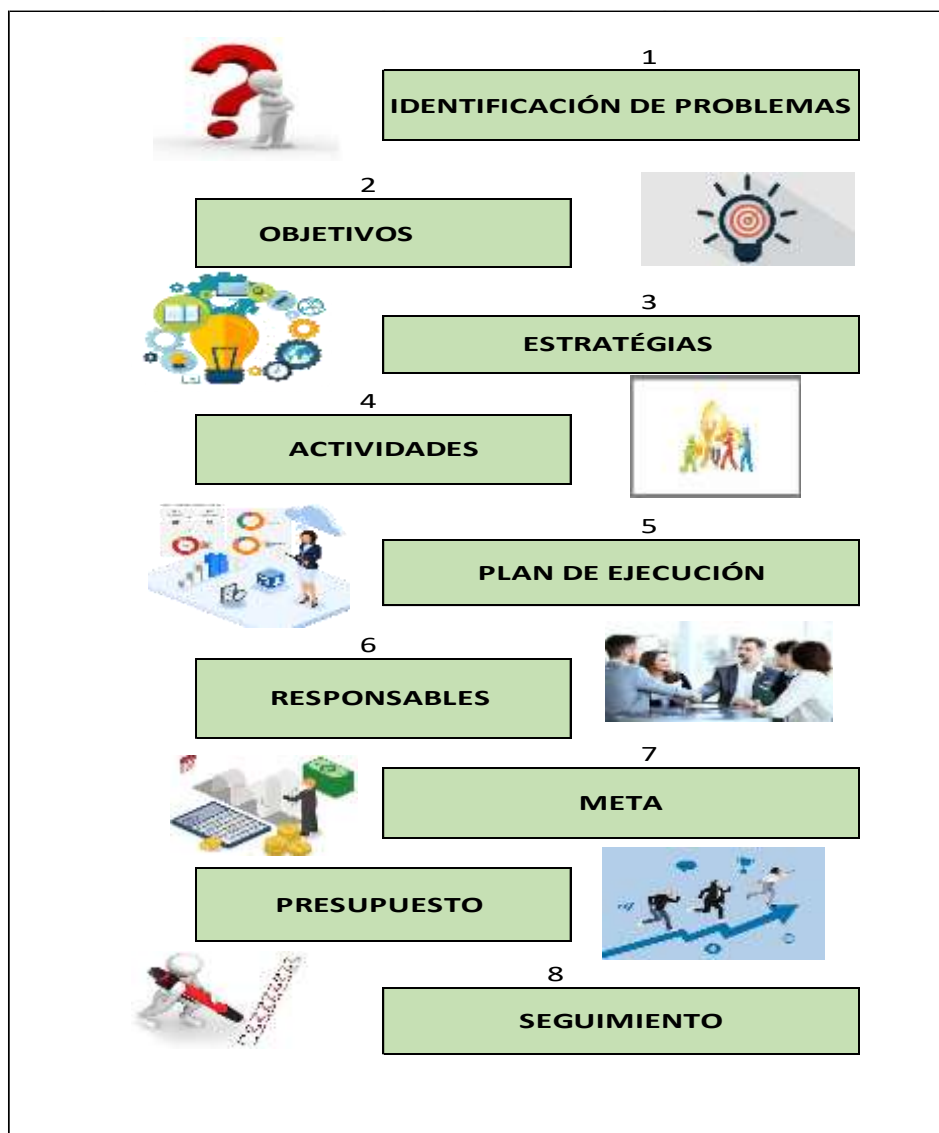 1
IDENTIFICACIÓN DE PROBLEMAS
2
OBJETIVOS
3
ESTRATÉGIAS
4
ACTIVIDADES
5
PLAN DE EJECUCIÓN
6
RESPONSABLES
7
META
PRESUPUESTO
8
SEGUIMIENTO